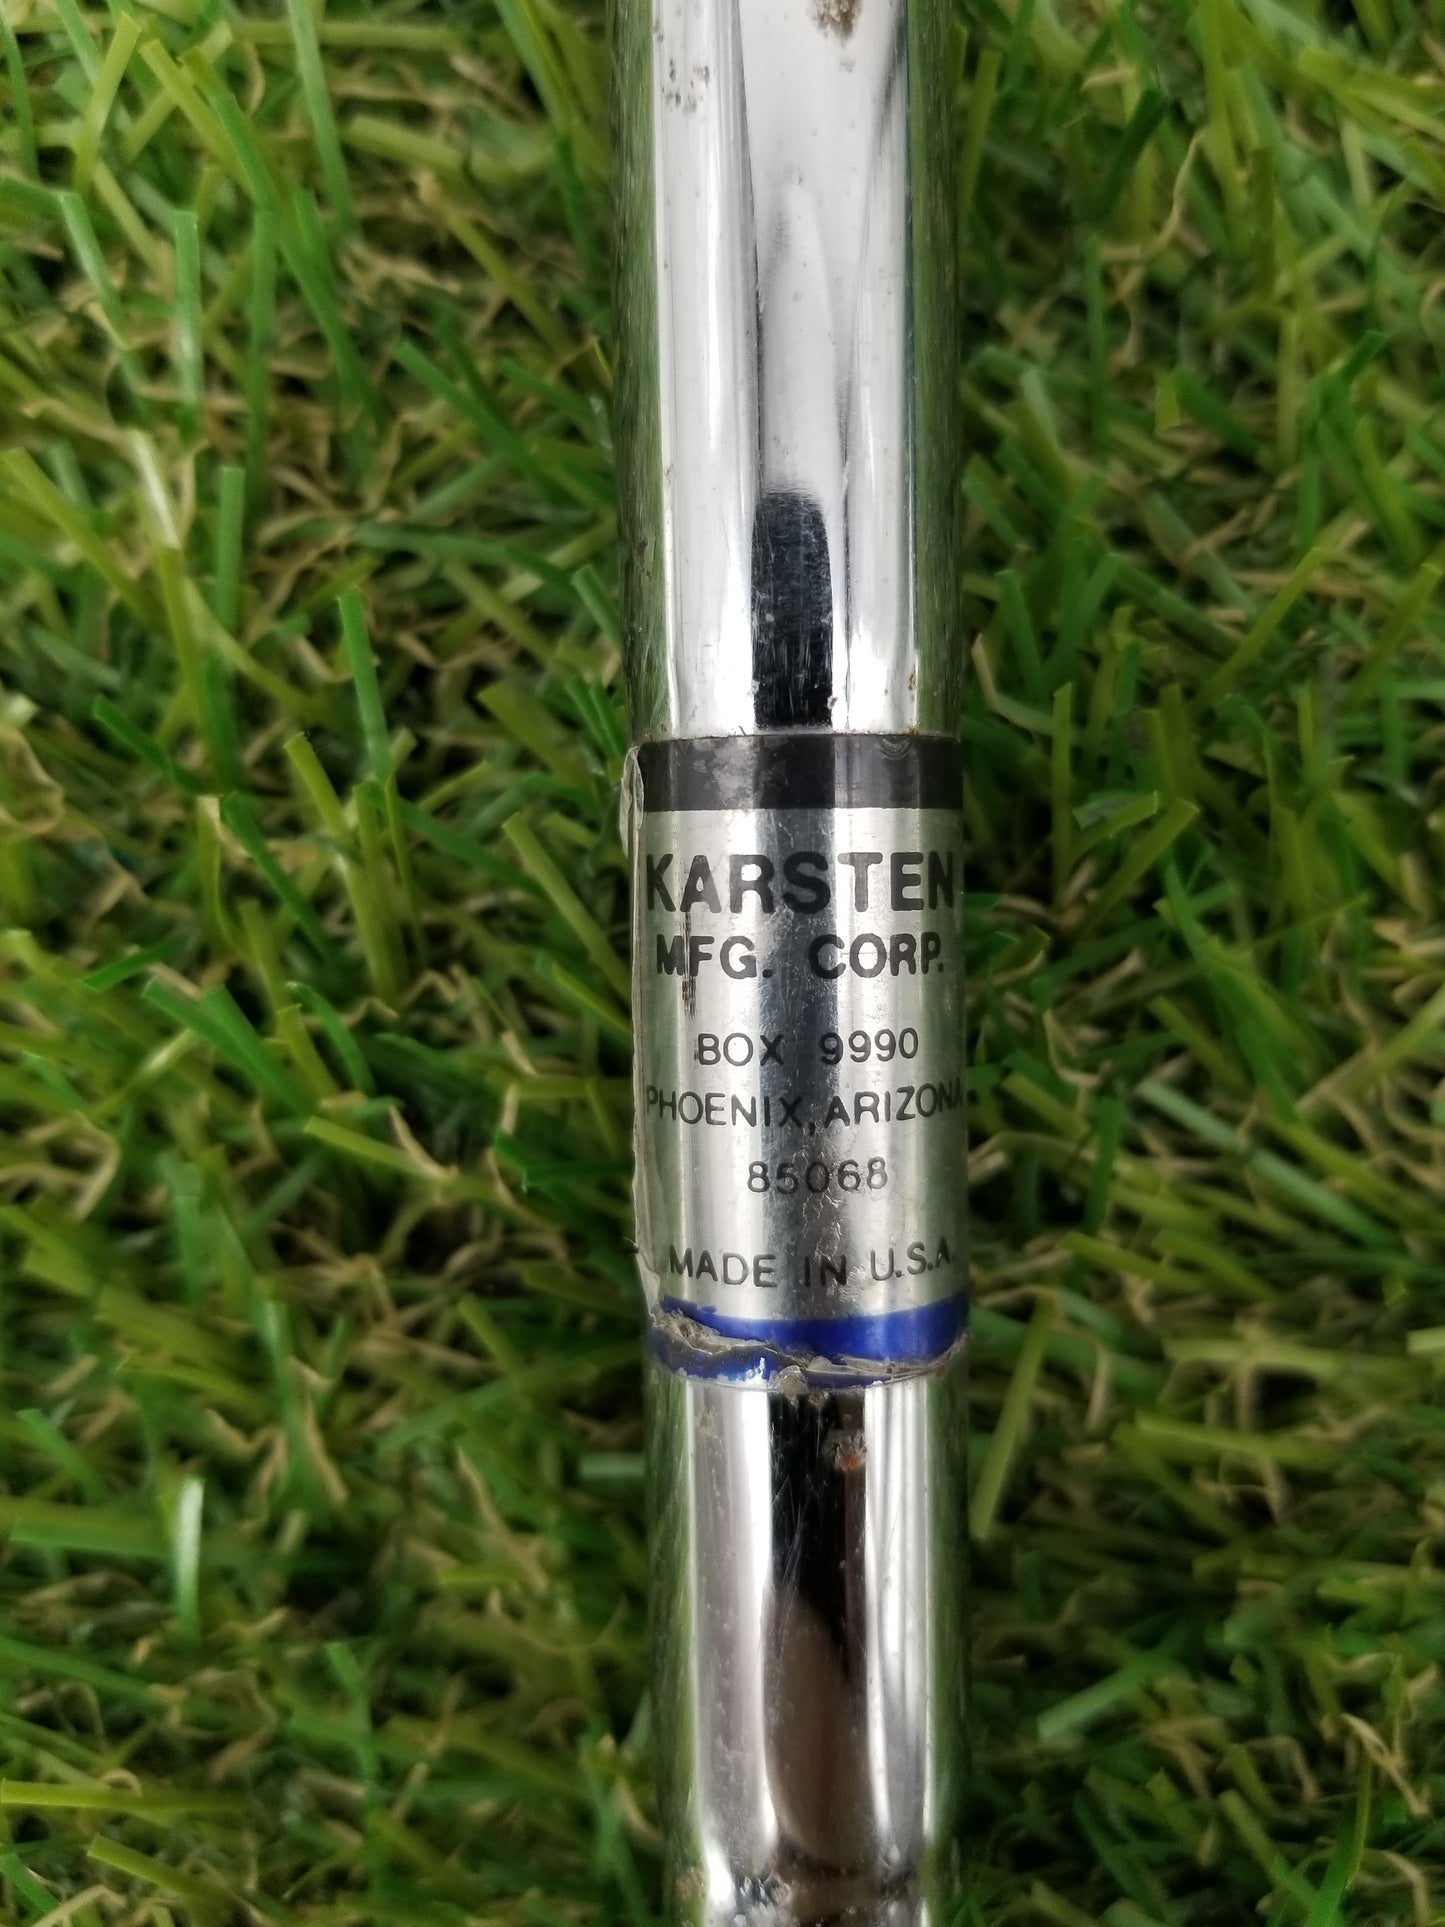 KARSTEN
MFG. CORP.
BOX 9990
PHOENIX, ARIZONA
85068
MADE IN U.S.A.